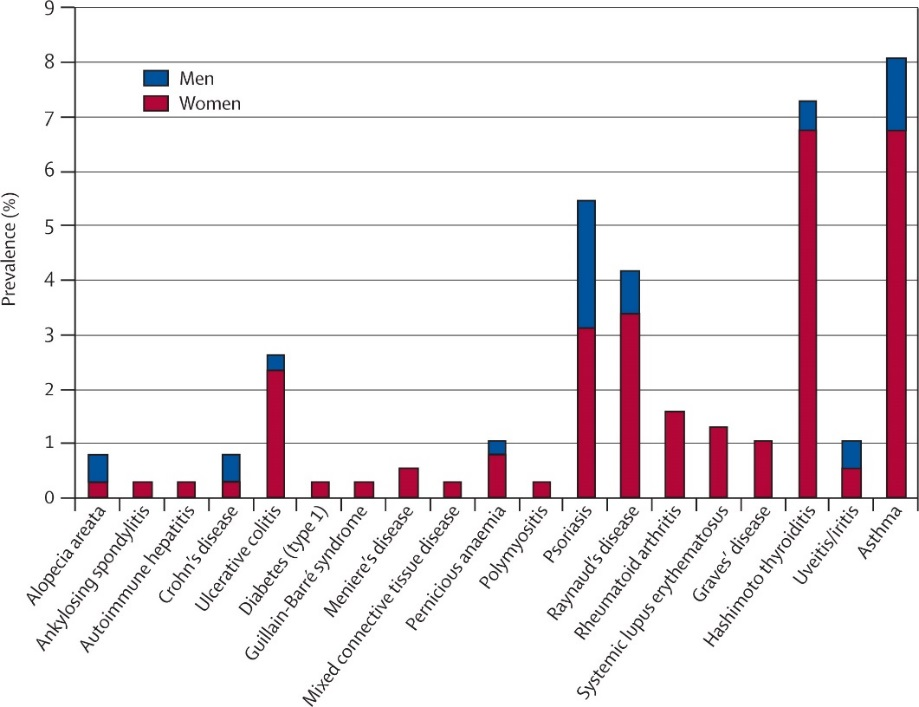 9
8
7
6
5
4
3
2
1
0
Prevalence (%)
Men
Women
Alopecia areata
Ankylosing spondylitis
Autoimmune hepatitis
Crohn's disease
Ulcerative colitis
Diabetes (type 1)
Guillain-Barré syndrome
Meniere's disease
Mixed connective tissue disease
Pernicious anaemia
Polymyositis
Psoriasis
Raynaud's disease
Rheumatoid arthritis
Systemic lupus erythematosus
Graves' disease
Hashimoto thyroiditis
Uveitis/iritis
Asthma